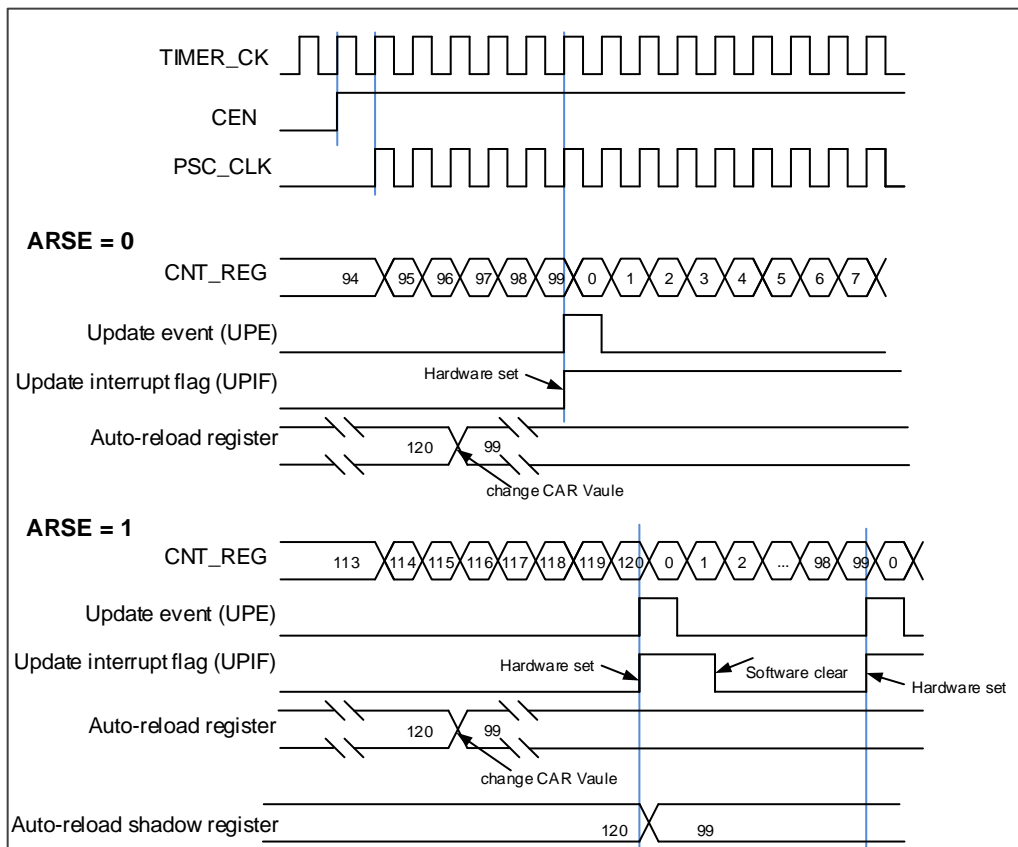 TIMER_CK
CEN
PSC_CLK
ARSE = 0
CNT_REG 94 95 96 97 98 99 0 1 2 3 4 5 6 7
Update event (UPE)
Update interrupt flag (UPIF) Hardware set
Auto-reload register 120 99
change CAR Vaule
ARSE = 1
CNT_REG 113 114 115 116 117 118 119 120 0 1 2 ... 98 99 0
Update event (UPE)
Update interrupt flag (UPIF) Hardware set Software clear Hardware set
Auto-reload register 120 99
change CAR Vaule
Auto-reload shadow register 120 99